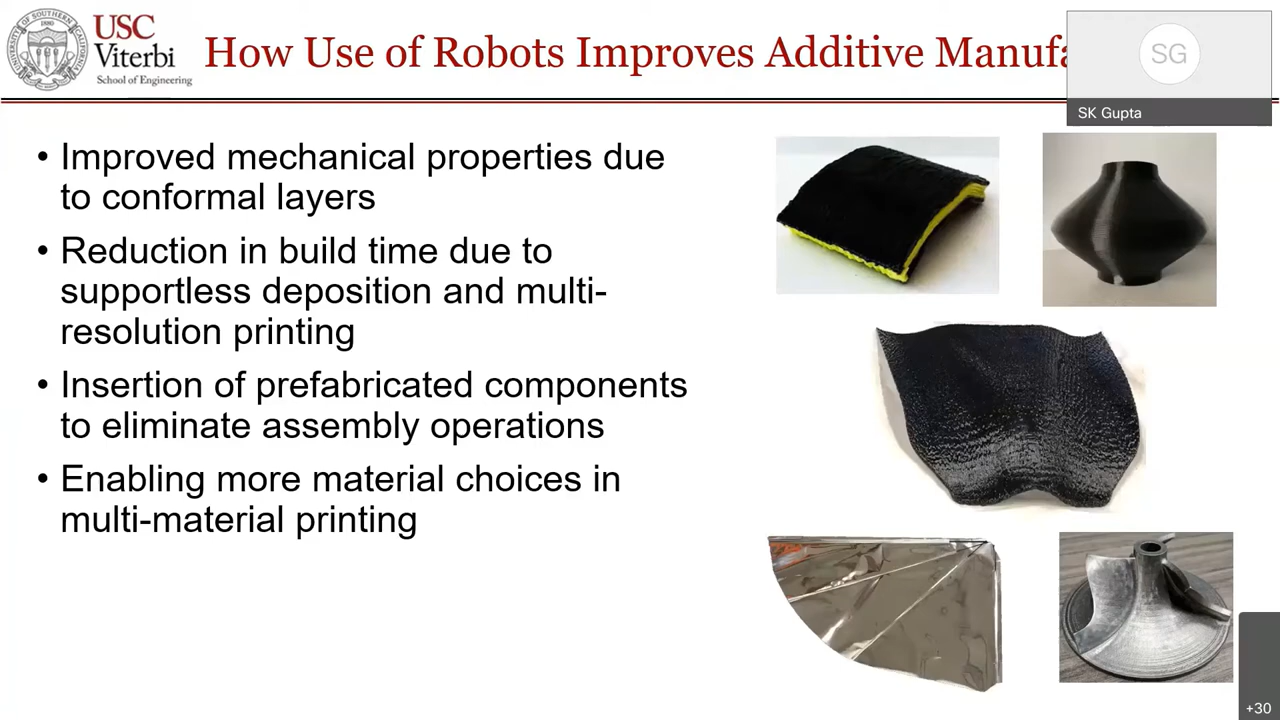 USC
Viterbi
School of Engineering
How Use of Robots Improves Additive Manufa
SG
SK Gupta
• Improved mechanical properties due
to conformal layers
• Reduction in build time due to
supportless deposition and multi-
resolution printing
• Insertion of prefabricated components
to eliminate assembly operations
• Enabling more material choices in
multi-material printing
+30